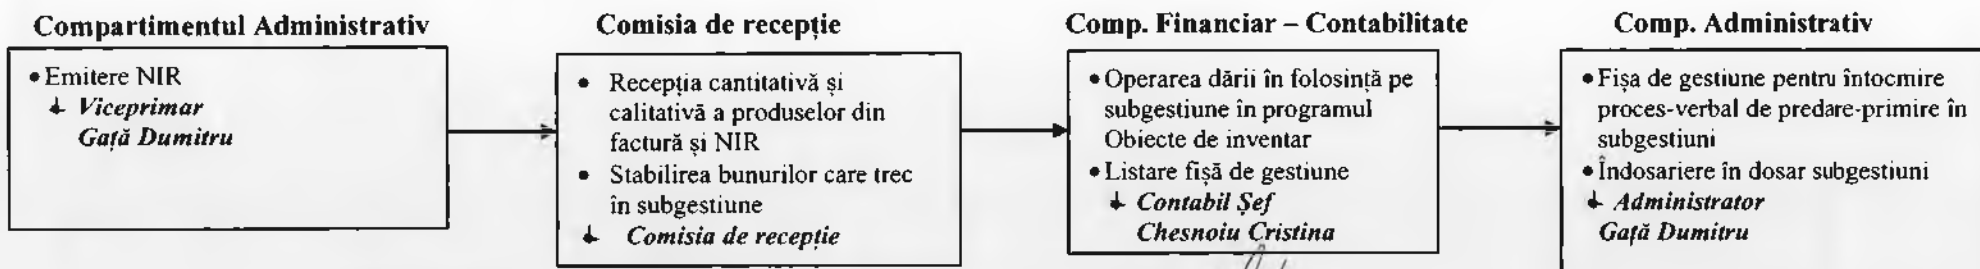 Compartimentul Administrativ
• Emitere NIR
Viceprimar
Gață Dumitru
Comisia de recepție
• Recepția cantitativă și
calitativă a produselor din
factură și NIR
• Stabilirea bunurilor care trec
în subgestiune
Comisia de recepție
Comp. Financiar – Contabilitate
• Operarea dării în folosință pe
subgestiune în programul
Obiecte de inventar
• Listare fișă de gestiune
Contabil Șef
Chesnoiu Cristina
Comp. Administrativ
• Fișa de gestiune pentru întocmire
proces-verbal de predare-primire în
subgestiuni
• Îndosariere în dosar subgestiuni
Administrator
Gață Dumitru